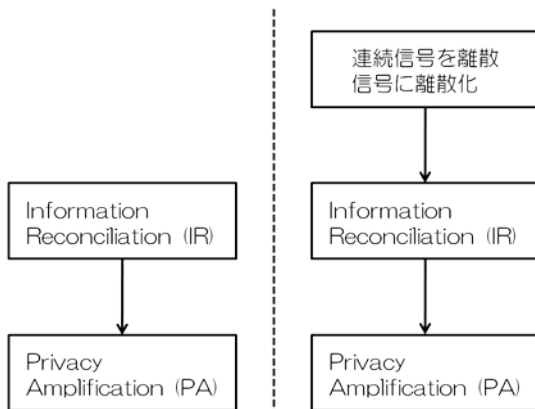 連続信号を離散
信号に離散化
Information
Reconciliation (IR)
Information
Reconciliation (IR)
Privacy
Amplification (PA)
Privacy
Amplification (PA)